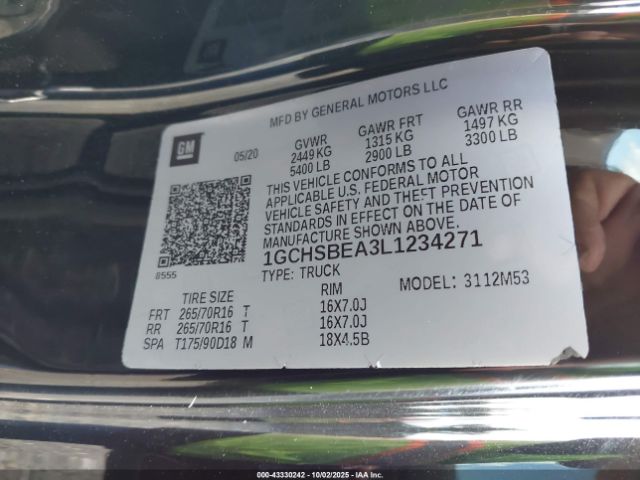 MFD BY GENERAL MOTORS LLC
GM
05/20
GVWR GAWR FRT GAWR RR
2449 KG 1315 KG 1497 KG
5400 LB 2900 LB 3300 LB
THIS VEHICLE CONFORMS TO ALL
APPLICABLE U.S. FEDERAL MOTOR
VEHICLE SAFETY AND THEFT PREVENTION
STANDARDS IN EFFECT ON THE DATE OF
MANUFACTURE SHOWN ABOVE.
1GCHSBEA3L1234271
8555
TYPE: TRUCK MODEL: 3112M53
TIRE SIZE RIM
FRT 265/70R16 T 16X7.0J
RR 265/70R16 T 16X7.0J
SPA T175/90D18 M 18X4.5B
000-43330242 | 10/02/2025 | IAA Inc.